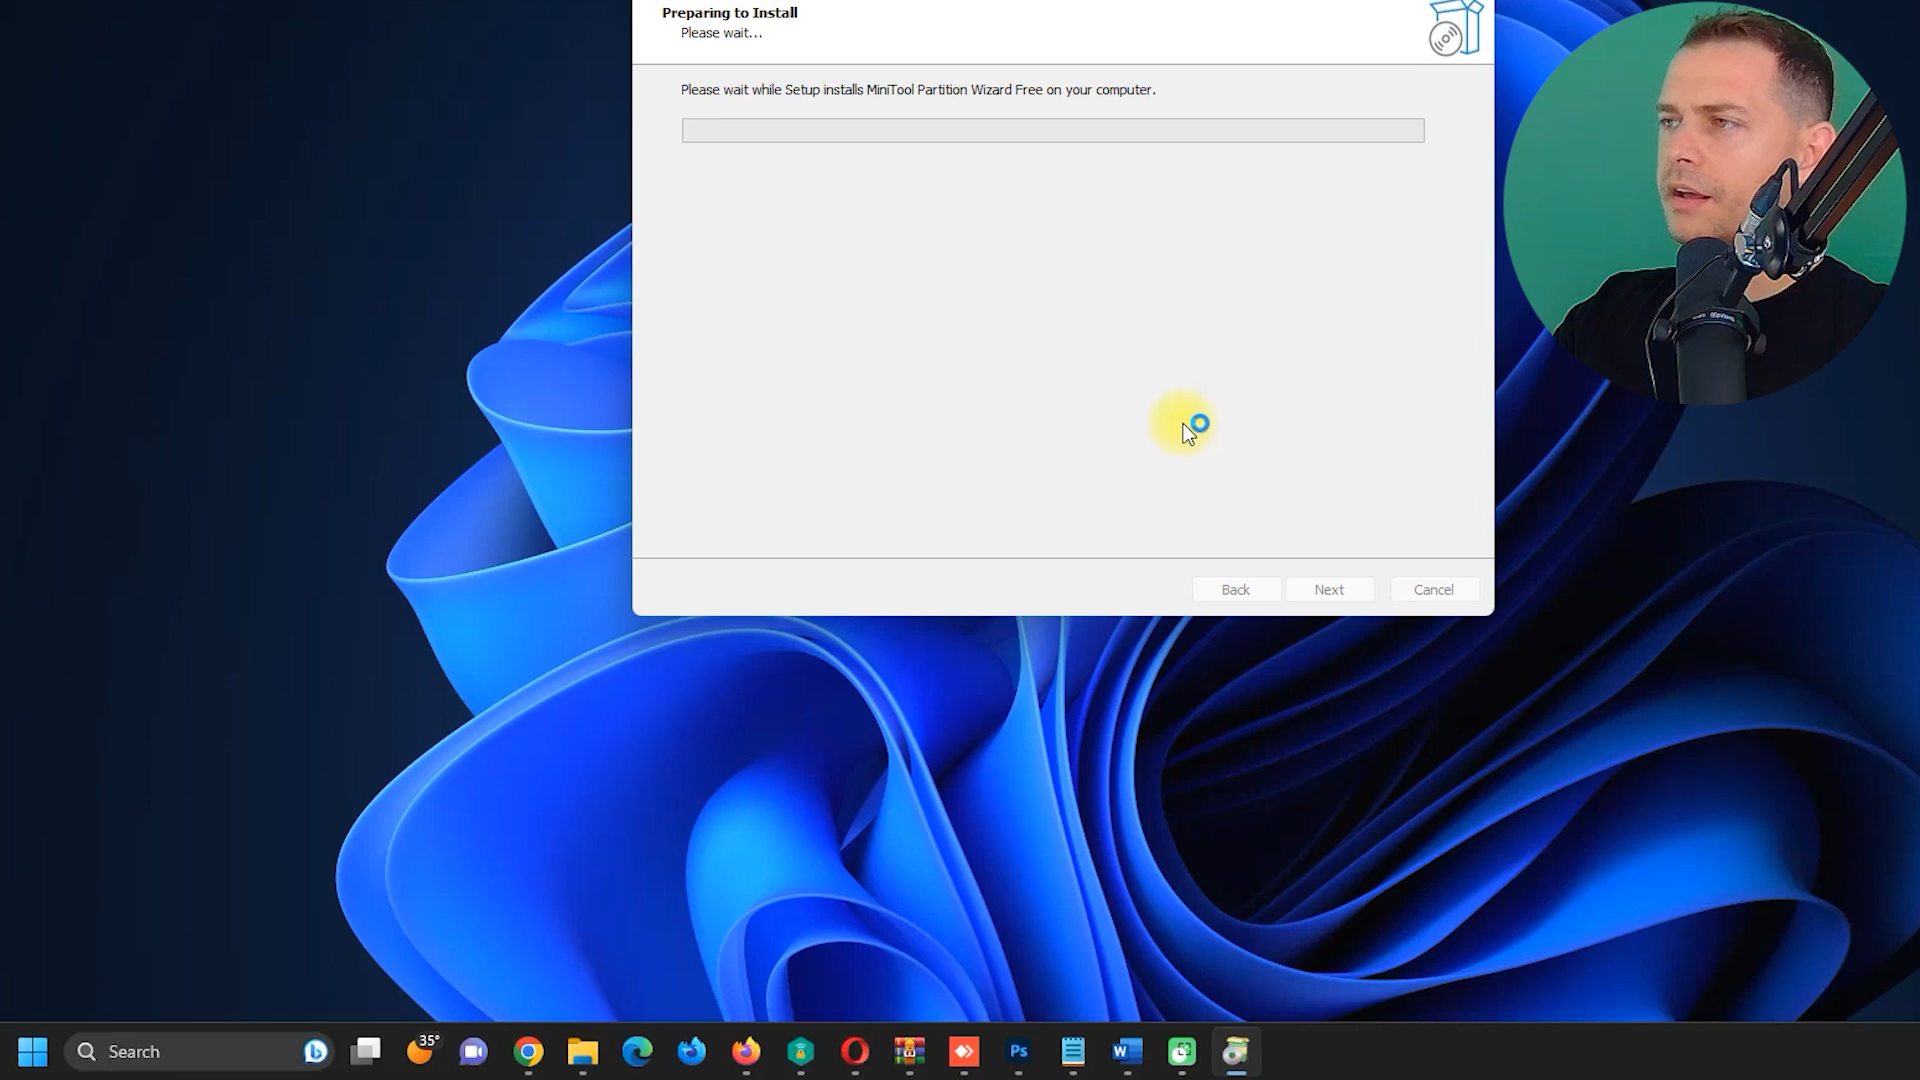 Preparing to Install
Please wait...
Please wait while Setup installs MiniTool Partition Wizard Free on your computer.
Back
Next
Cancel
Search
35°
Ps
W